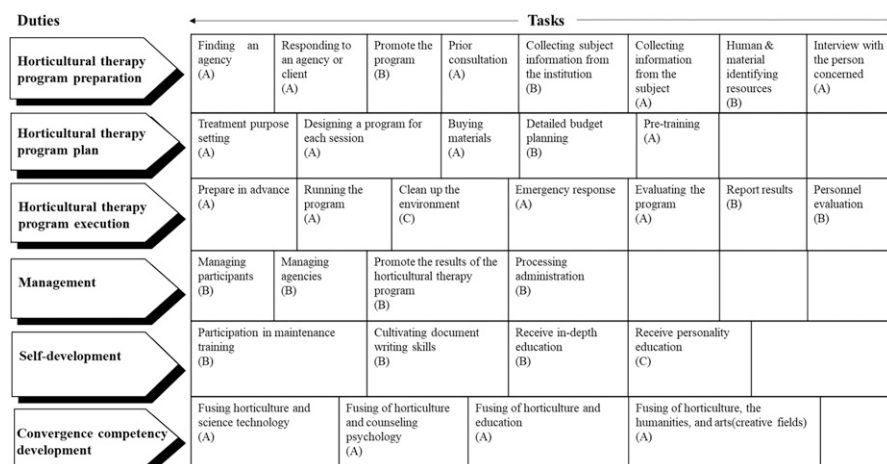 Duties
Tasks
Horticultural therapy
program preparation
Finding an
agency
(A)
Responding to
an agency or
client
(A)
Promote the
program
(B)
Prior
consultation
(A)
Collecting subject
information from
the institution
(B)
Collecting
information
from the
subject
(A)
Human &
material
identifying
resources
(B)
Interview with
the person
concerned
(A)
Horticultural therapy
program plan
Treatment purpose
setting
(A)
Designing a program for
each session
(A)
Buying
materials
(A)
Detailed budget
planning
(B)
Pre-training
(A)
Horticultural therapy
program execution
Prepare in advance
(A)
Running the
program
(A)
Clean up the
environment
(C)
Emergency response
(A)
Evaluating the
program
(A)
Report results
(B)
Personnel
evaluation
(B)
Management
Managing
participants
(B)
Managing
agencies
(B)
Promote the results of the
horticultural therapy
program
(B)
Processing
administration
(B)
Self-development
Participation in maintenance
training
(B)
Cultivating document
writing skills
(B)
Receive in-depth
education
(B)
Receive personality
education
(C)
Convergence competency
development
Fusing horticulture and
science technology
(A)
Fusing of horticulture
and counseling
psychology
(A)
Fusing of horticulture and
education
(A)
Fusing of horticulture, the
humanities, and arts(creative fields)
(A)